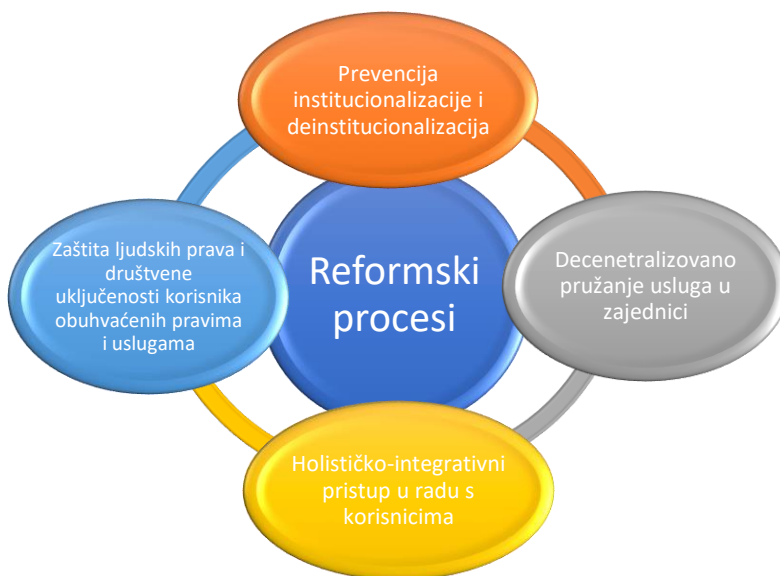 Prevencija
institucionalizacije i
deinstitucionalizacija
Zaštita ljudskih prava i
društvene
uključenosti korisnika
obuhvaćenih pravima
i uslugama
Reformski
procesi
Decenetralizovano
pružanje usluga u
zajednici
Holističko-integrativni
pristup u radu s
korisnicima